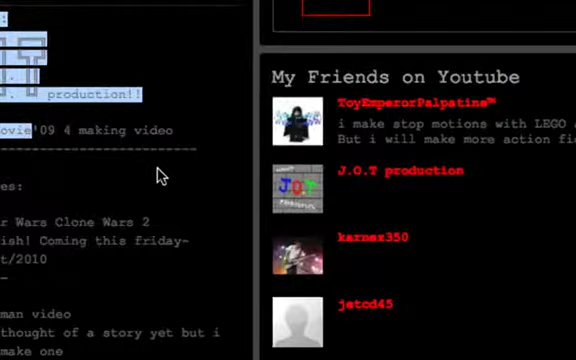 :
. . production!!
ovie'09 4 making video
es:
r Wars Clone Wars 2
ish! Coming this friday-
t/2010
man video
thought of a story yet but i
make one
My Friends on Youtube
ToyEmperorPalpatine™
i make stop motions with LEGO
But i will make more action fi
J.O.T production
J.O.T
karnez350
jetcd45